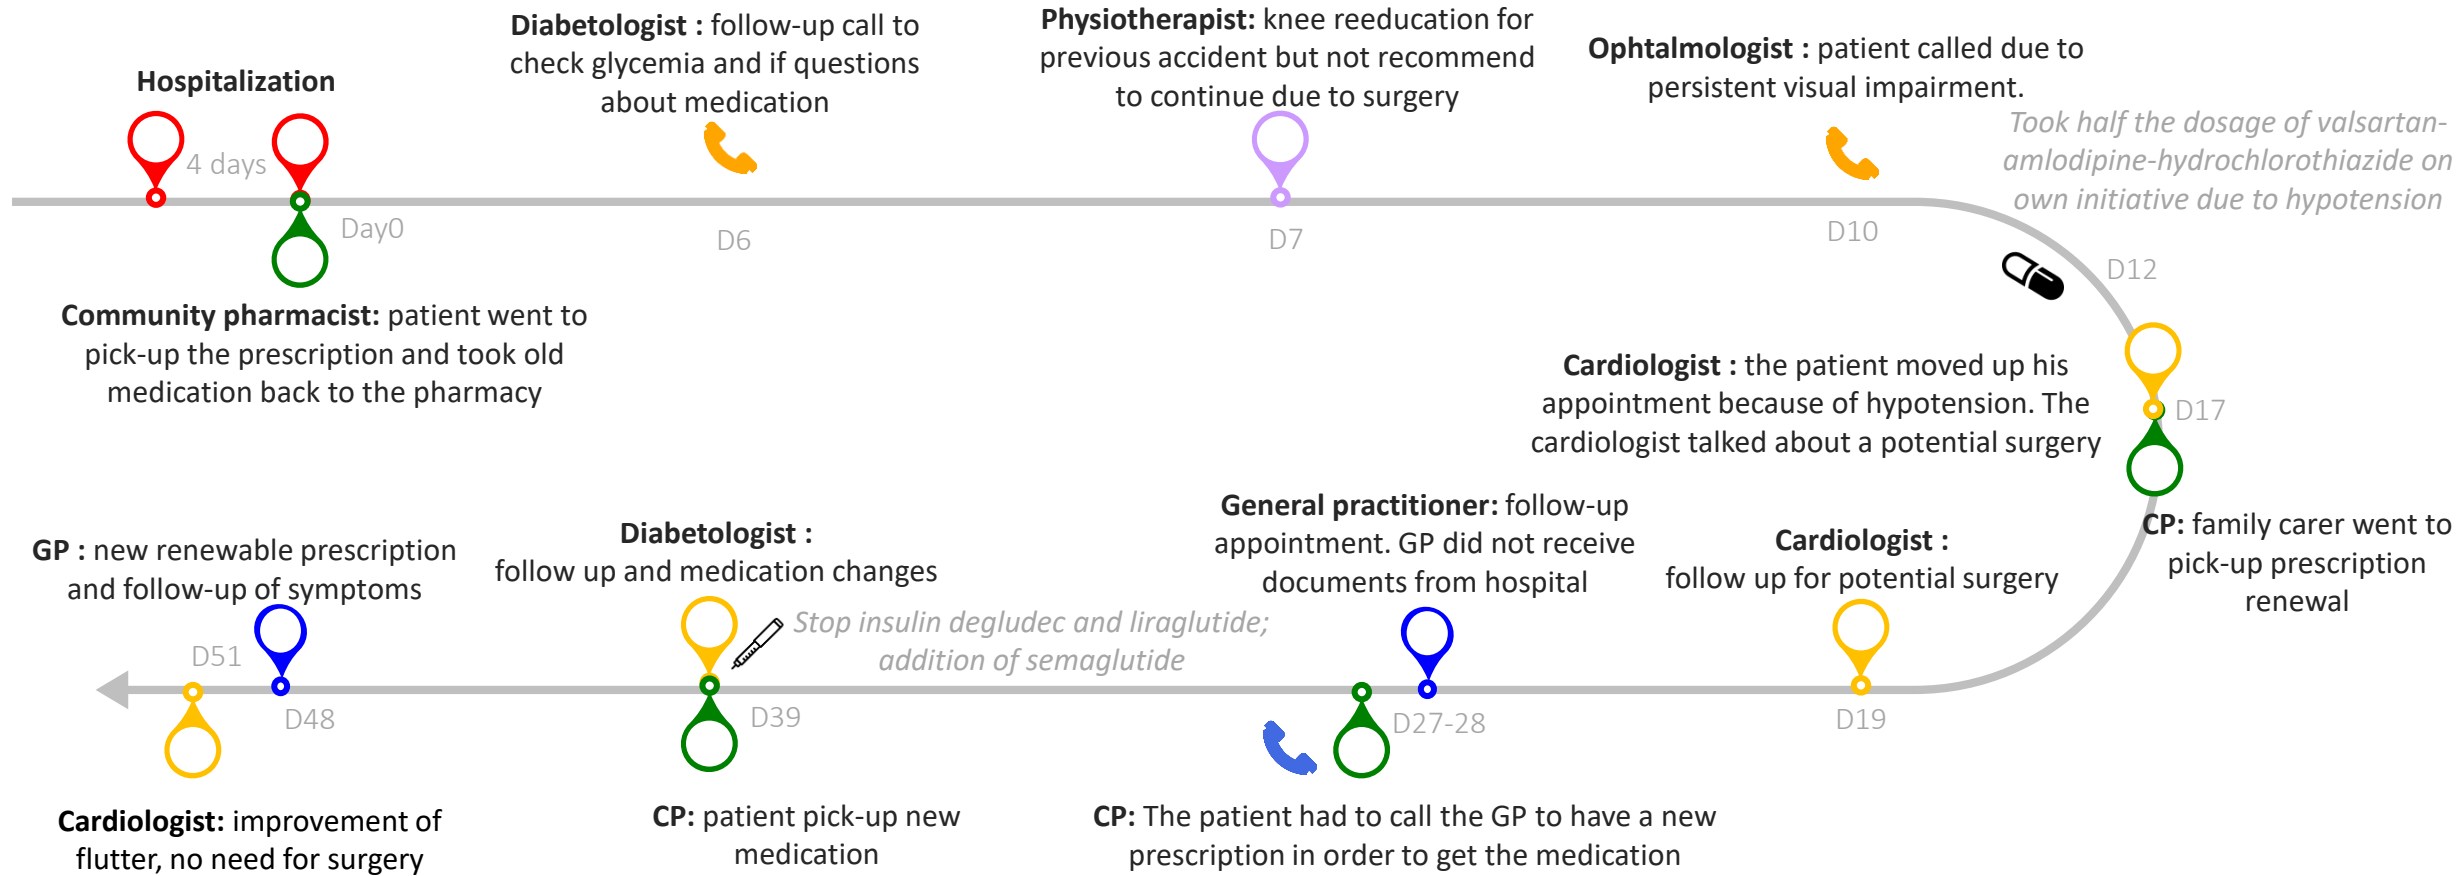 Hospitalization
4 days
Day0
Community pharmacist: patient went to
pick-up the prescription and took old
medication back to the pharmacy
Diabetologist : follow-up call to
check glycemia and if questions
about medication
D6
Physiotherapist: knee reeducation for
previous accident but not recommend
to continue due to surgery
D7
Ophtalmologist : patient called due to
persistent visual impairment.
D10
Took half the dosage of valsartan-
amlodipine-hydrochlorothiazide on
own initiative due to hypotension
D12
Cardiologist : the patient moved up his
appointment because of hypotension. The
cardiologist talked about a potential surgery
D17
CP: family carer went to
pick-up prescription
renewal
Cardiologist :
follow up for potential surgery
D19
General practitioner: follow-up
appointment. GP did not receive
documents from hospital
D27-28
CP: The patient had to call the GP to have a new
prescription in order to get the medication
Diabetologist :
follow up and medication changes
Stop insulin degludec and liraglutide;
addition of semaglutide
D39
CP: patient pick-up new
medication
GP : new renewable prescription
and follow-up of symptoms
D48
D51
Cardiologist: improvement of
flutter, no need for surgery